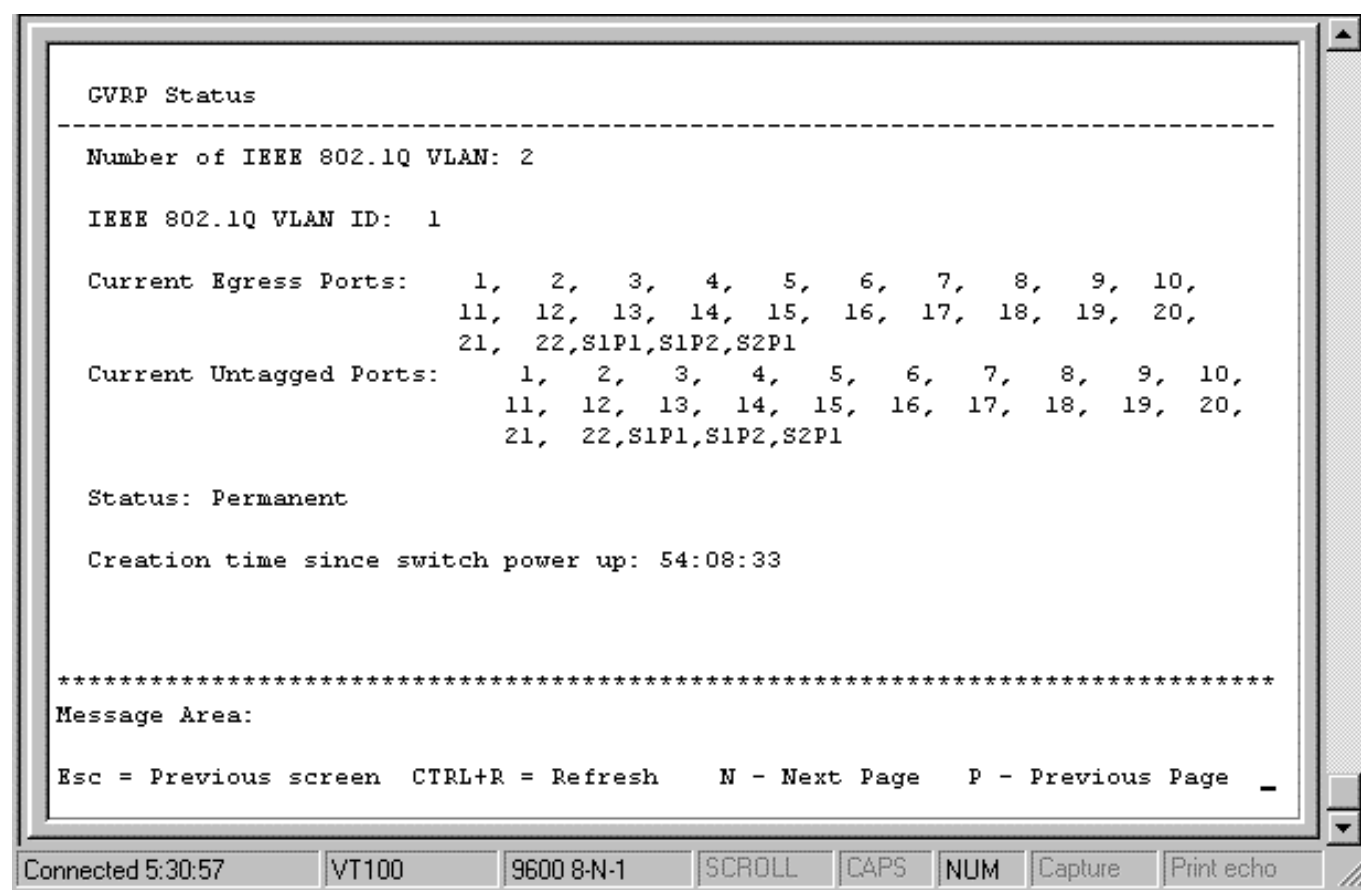 GVRP Status
-------------------------------------------------------------------------------
Number of IEEE 802.1Q VLAN: 2
IEEE 802.1Q VLAN ID:  1
Current Egress Ports:    1,   2,   3,   4,   5,   6,   7,   8,   9,  10,
11,  12,  13,  14,  15,  16,  17,  18,  19,  20,
21,  22,S1P1,S1P2,S2P1
Current Untagged Ports:     1,   2,   3,   4,   5,   6,   7,   8,   9,  10,
11,  12,  13,  14,  15,  16,  17,  18,  19,  20,
21,  22,S1P1,S1P2,S2P1
Status: Permanent
Creation time since switch power up: 54:08:33
*******************************************************************************
Message Area:
Esc = Previous screen  CTRL+R = Refresh    N - Next Page   P - Previous Page _
Connected 5:30:57 VT100 9600 8-N-1 SCROLL CAPS NUM Capture Print echo